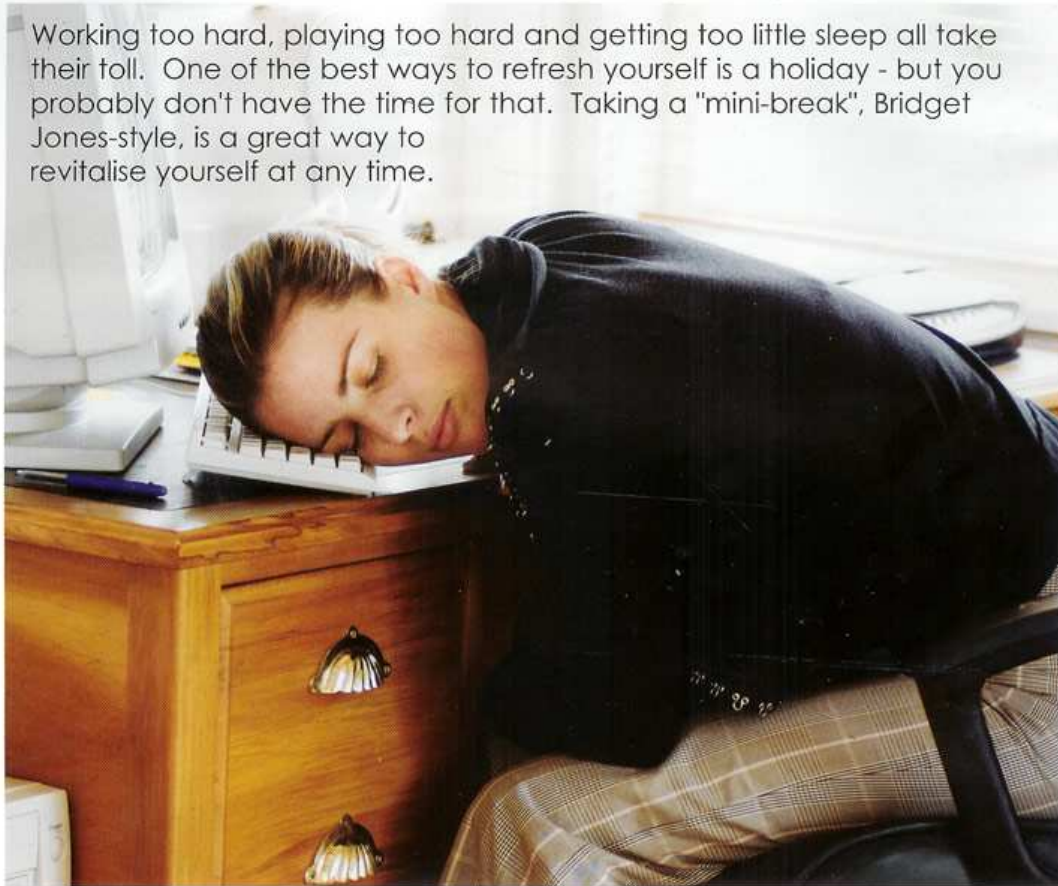 Working too hard, playing too hard and getting too little sleep all take
their toll.  One of the best ways to refresh yourself is a holiday - but you
probably don't have the time for that.  Taking a "mini-break", Bridget
Jones-style, is a great way to
revitalise yourself at any time.